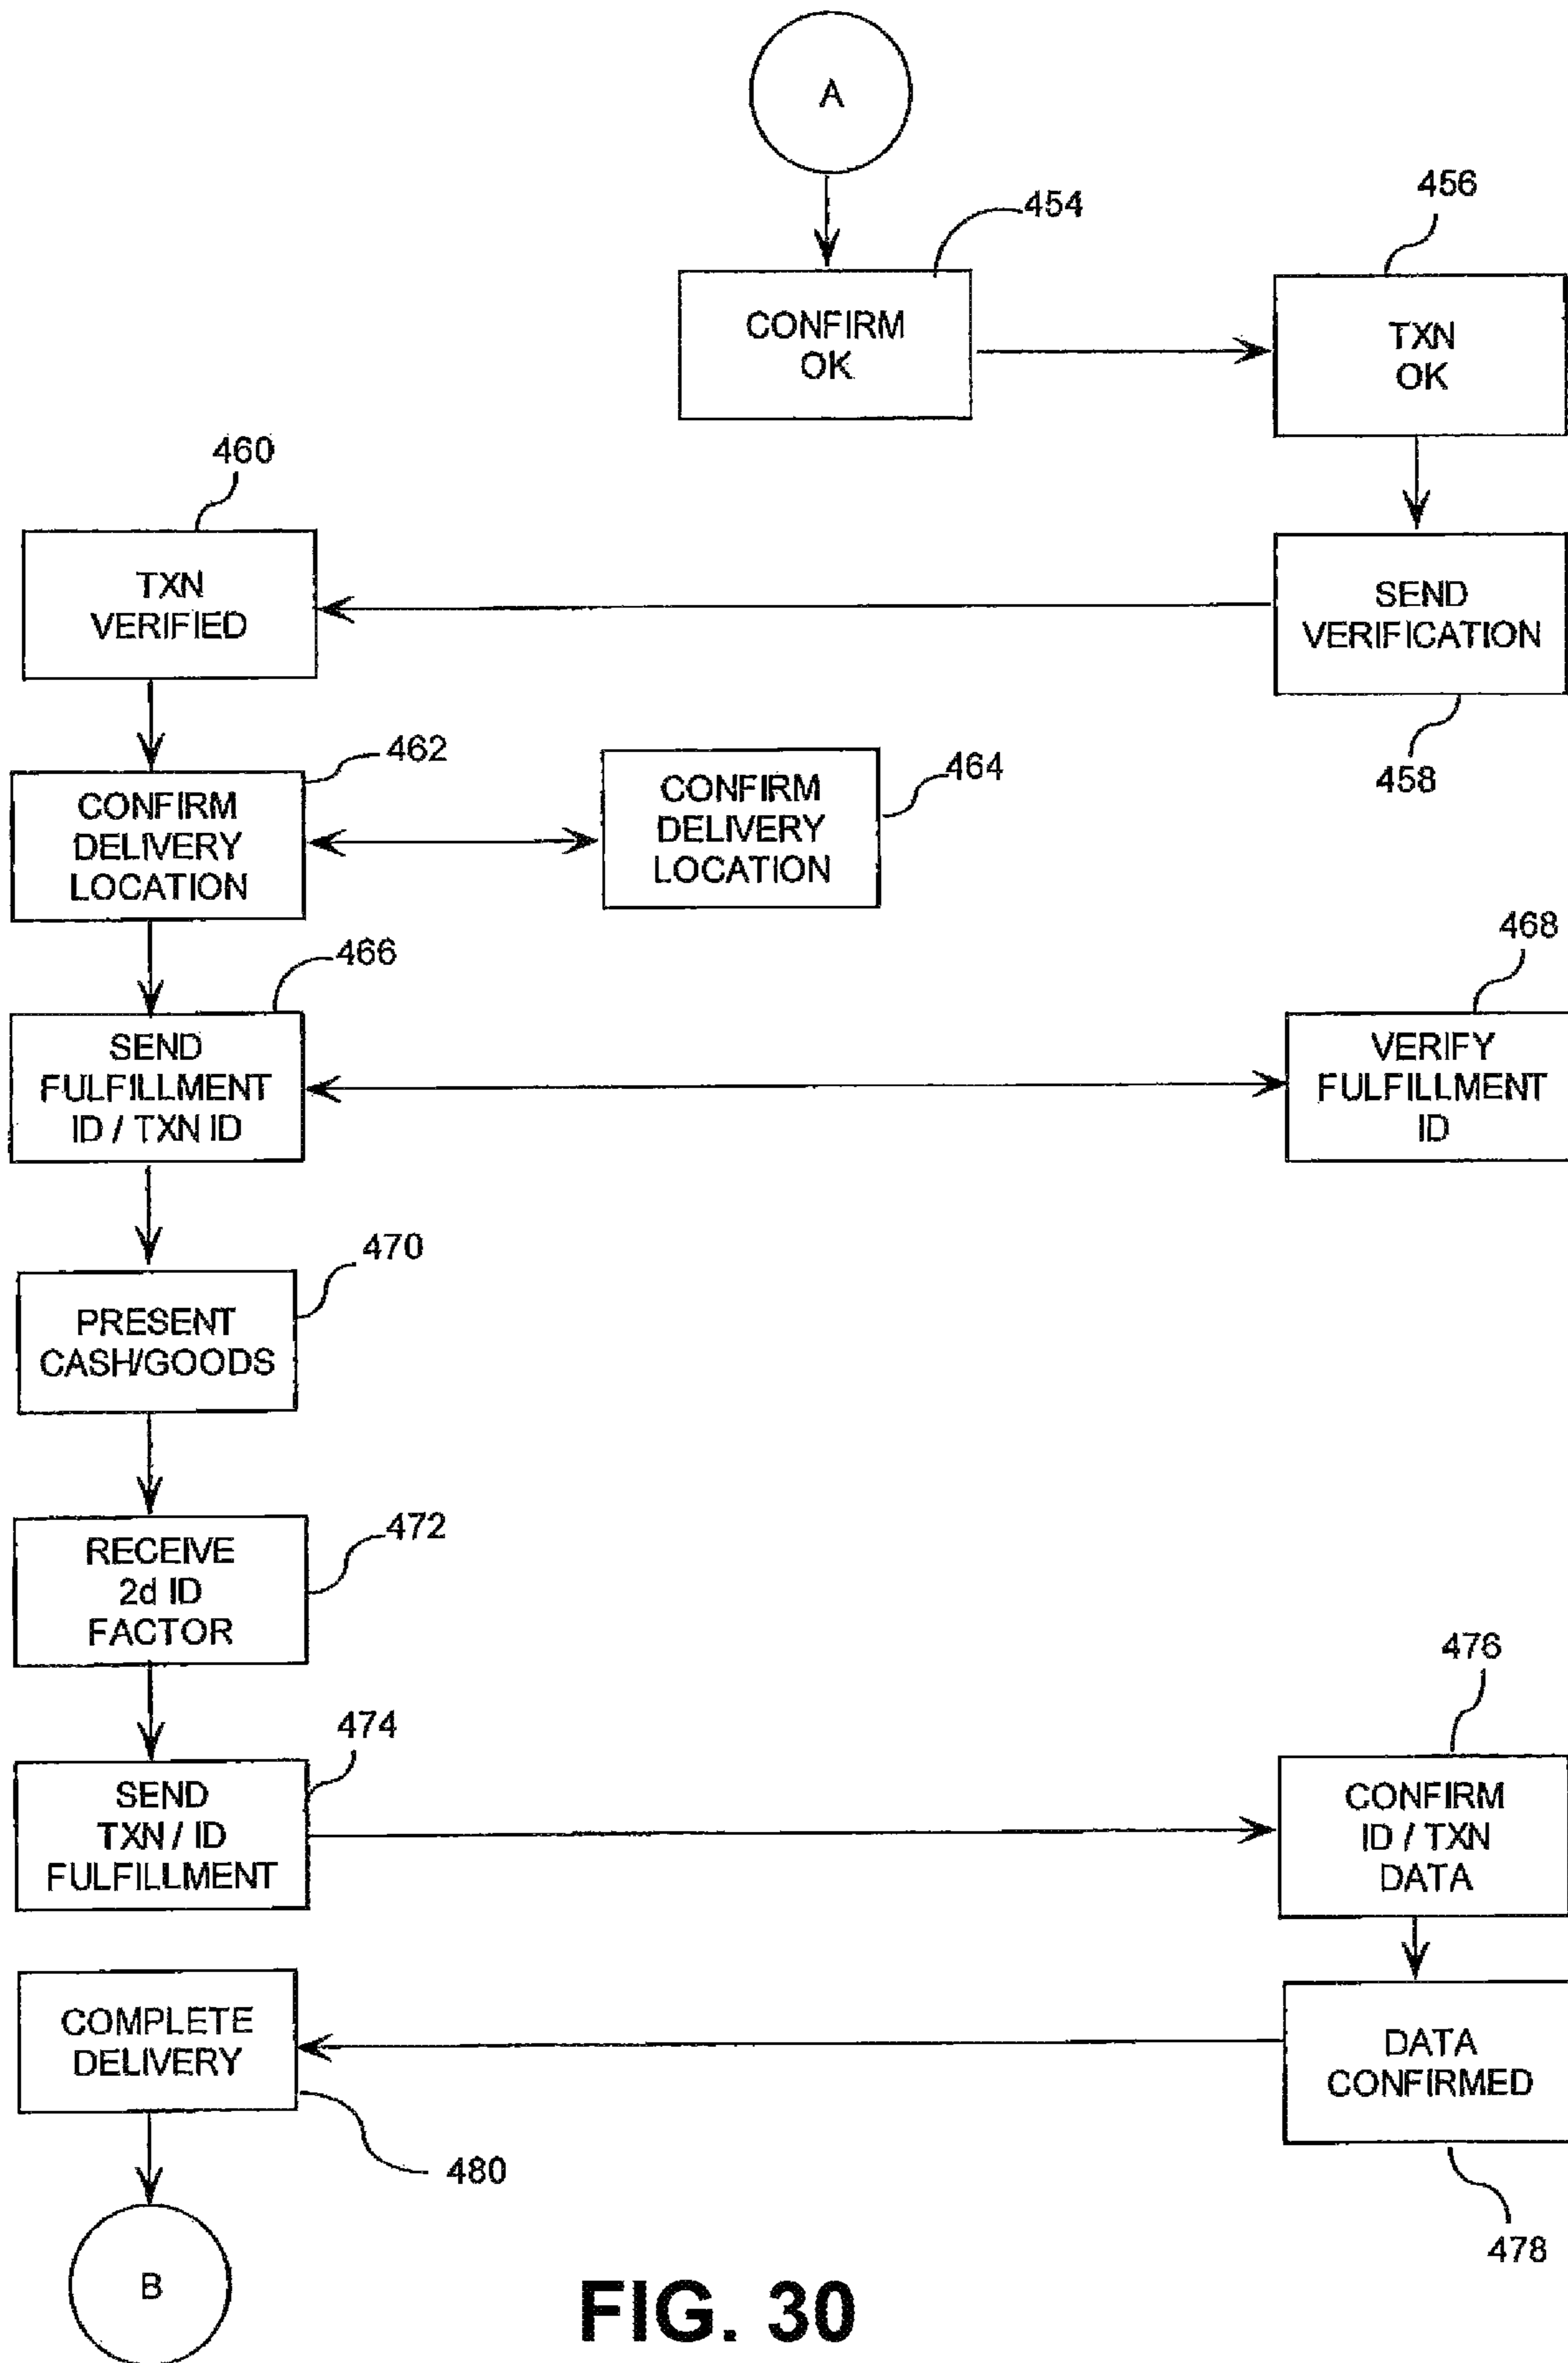 A
454
456
CONFIRM
OK
TXN
OK
460
TXN
VERIFIED
SEND
VERIFICATION
458
462
464
CONFIRM
DELIVERY
LOCATION
CONFIRM
DELIVERY
LOCATION
466
468
SEND
FULFILLMENT
ID / TXN ID
VERIFY
FULFILLMENT
ID
470
PRESENT
CASH/GOODS
472
RECEIVE
2d ID
FACTOR
474
476
SEND
TXN / ID
FULFILLMENT
CONFIRM
ID / TXN
DATA
COMPLETE
DELIVERY
DATA
CONFIRMED
480
478
B
FIG. 30